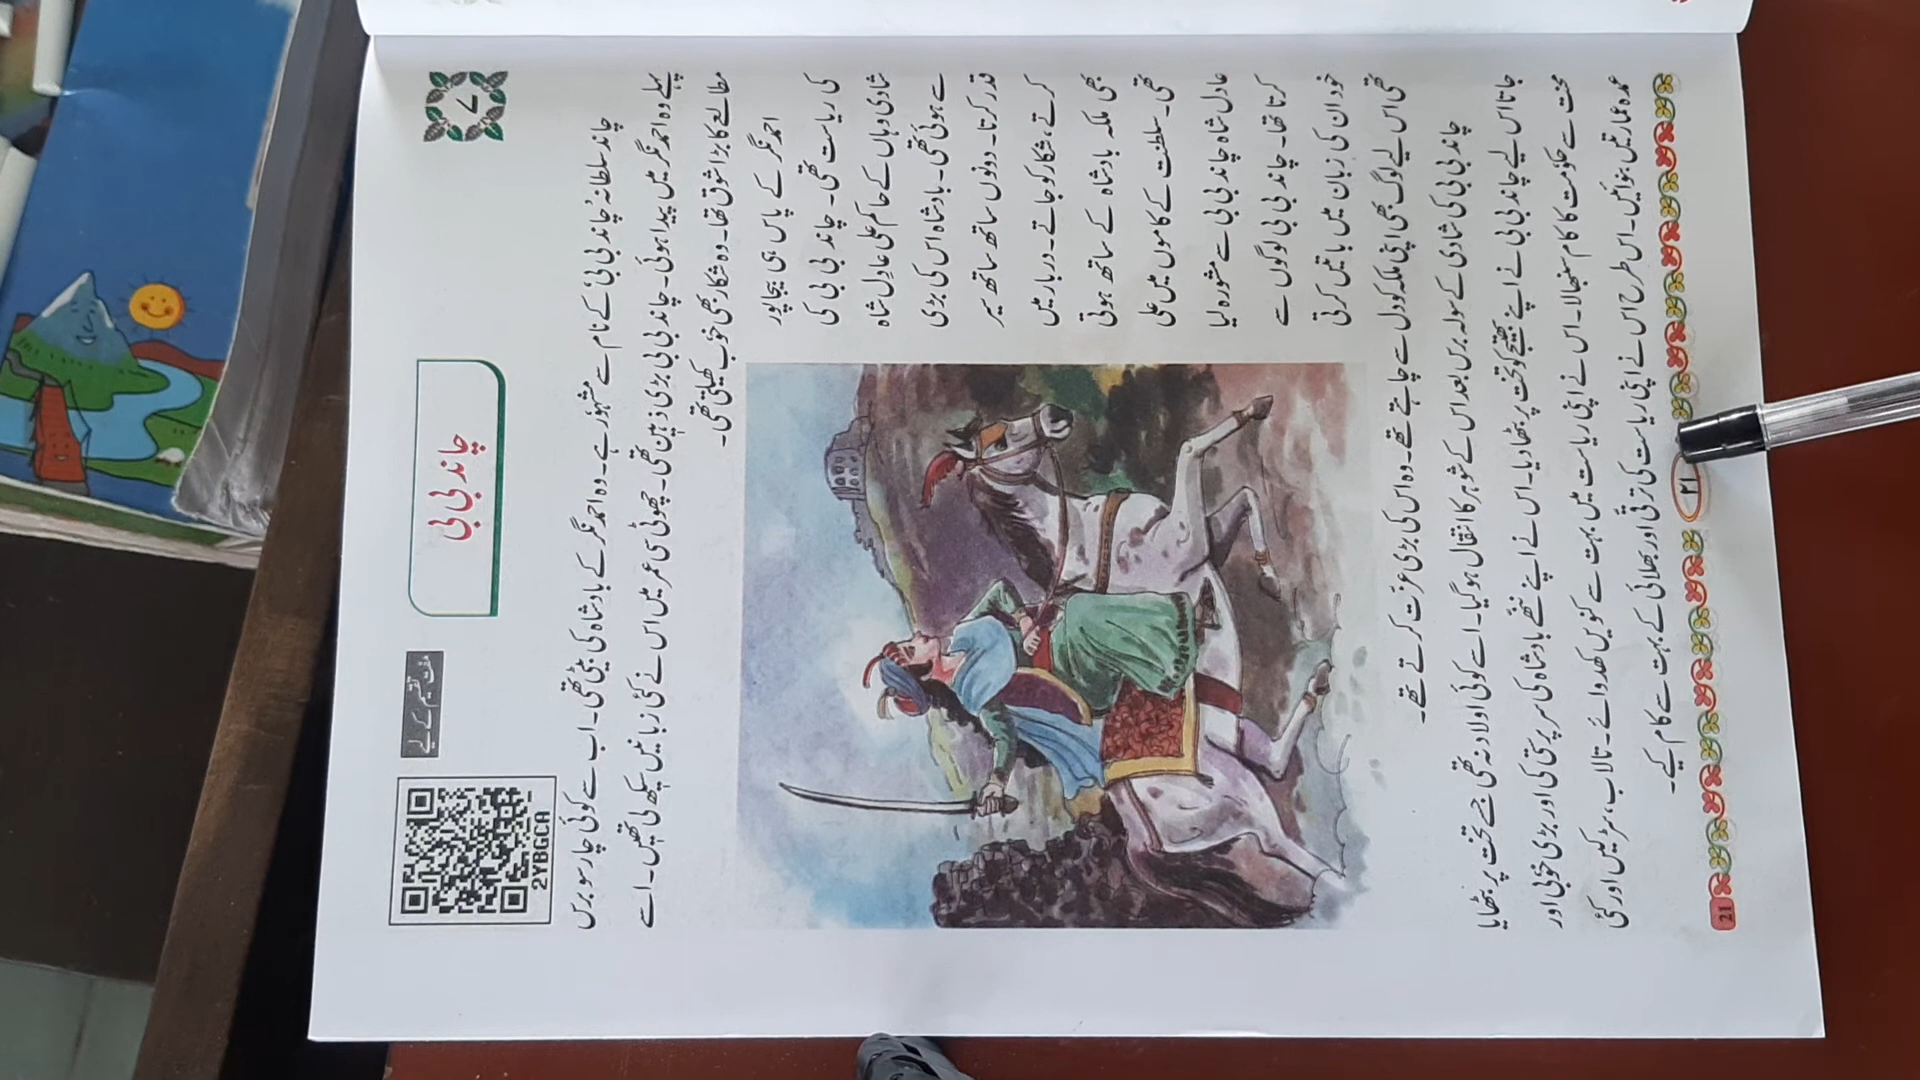 ۷
چاند بی بی
درسی تقسیم کے لیے
2YBGCA
چاند سلطانہ 'چاند بی بی' کے نام سے مشہور ہے۔ وہ احمد نگر کے بادشاہ کی بیٹی تھی۔ اب سے کوئی چار سو برس
پہلے وہ احمد نگر میں پیدا ہوئی۔ چاند بی بی بڑی ذہین تھی۔ چھوٹی سی عمر میں اس نے کئی زبانیں سیکھ لی تھیں۔ اسے
مطالعے کا بڑا شوق تھا۔ وہ شکار بھی خوب کھیلتی تھی۔
احمد نگر کے پاس ہی بیجاپور
کی ریاست تھی۔ چاند بی بی کی
شادی وہاں کے حاکم علی عادِل شاہ
سے ہوئی تھی۔ بادشاہ اس کی بڑی
قدر کرتا۔ دونوں ساتھ ساتھ سیر
کرتے، شکار کو جاتے۔ دربار میں
بھی ملکہ بادشاہ کے ساتھ ہوتی
تھی۔ سلطنت کے کاموں میں علی
عادل شاہ چاند بی بی سے مشورہ لیا
کرتا تھا۔ چاند بی بی لوگوں سے
خود ان کی زبان میں باتیں کرتی
تھی اس لیے لوگ بھی اپنی ملکہ کو دل سے چاہتے تھے۔ وہ اس کی بڑی عزّت کرتے تھے۔
چاند بی بی کی شادی کے سولہ برس بعد اس کے شوہر کا انتقال ہو گیا۔ اسے کوئی اولاد نہ تھی جسے تخت پر بٹھایا
جاتا اس لیے چاند بی بی نے اپنے بھتیجے کو تخت پر بٹھا دیا۔ اس نے اپنے ننھے بادشاہ کی سرپرستی کی اور بڑی خوبی اور
محنت سے حکومت کا کام سنبھالا۔ اس نے اپنی ریاست میں بہت سے کنویں کھدوائے۔ تالاب، سڑکیں اور کئی
عمدہ عمارتیں بنوائیں۔ اس طرح اس نے اپنی ریاست کی ترقّی اور بھلائی کے بہت سے کام کیے۔
۲۱
21